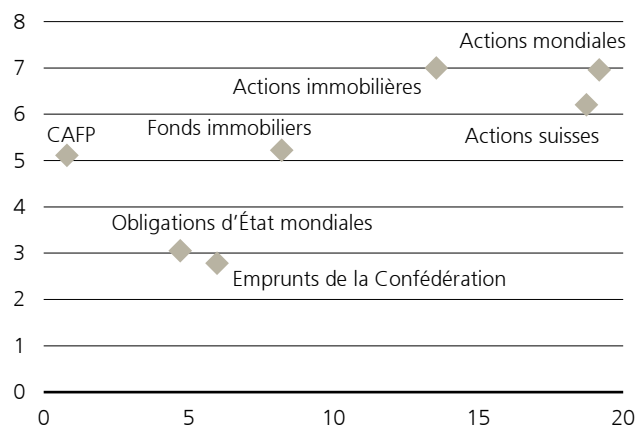 8
Actions mondiales
7
Actions immobilières
6
CAFP
Fonds immobiliers
Actions suisses
5
4
Obligations d’État mondiales
3
Emprunts de la Confédération
2
1
0
0 5 10 15 20